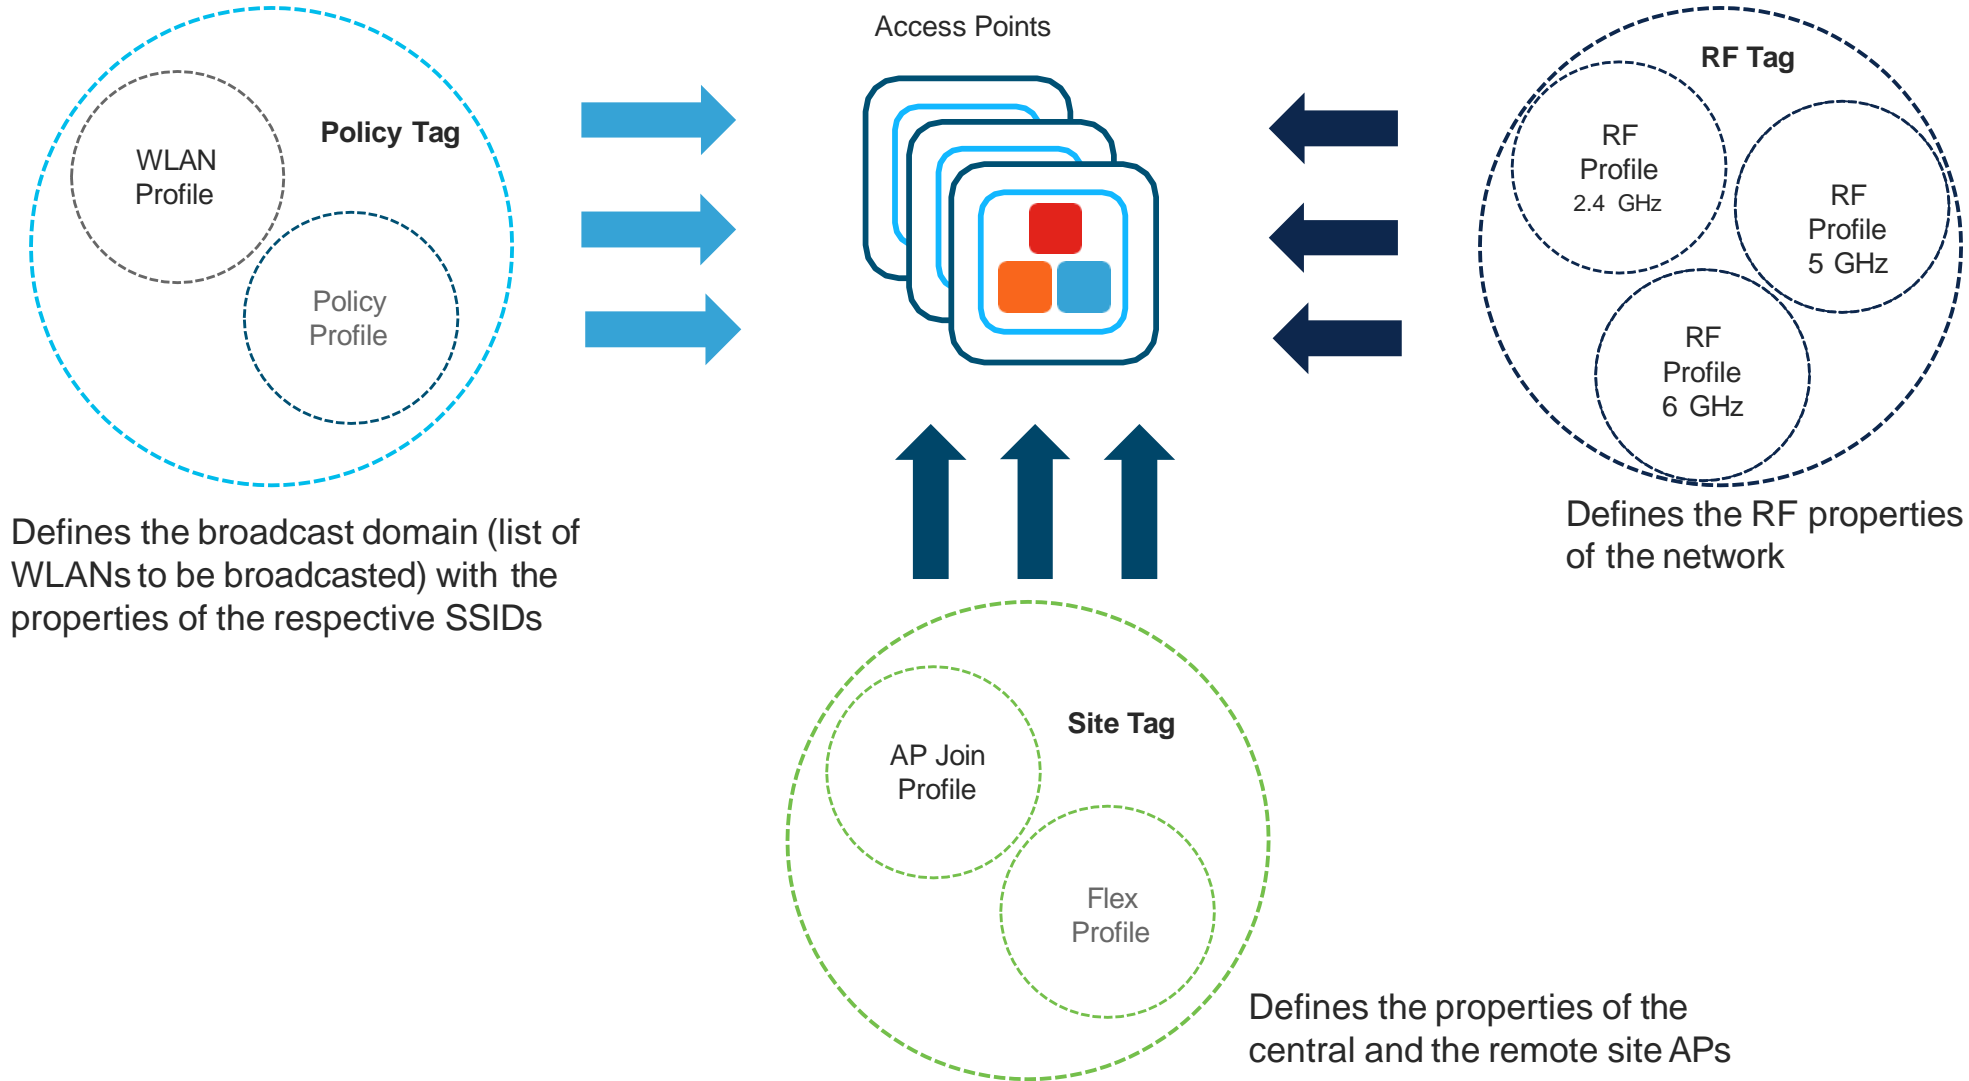 Access Points
Policy Tag
WLAN
Profile
Policy
Profile
Defines the broadcast domain (list of
WLANs to be broadcasted) with the
properties of the respective SSIDs
RF Tag
RF
Profile
2.4 GHz
RF
Profile
5 GHz
RF
Profile
6 GHz
Defines the RF properties
of the network
Site Tag
AP Join
Profile
Flex
Profile
Defines the properties of the
central and the remote site APs